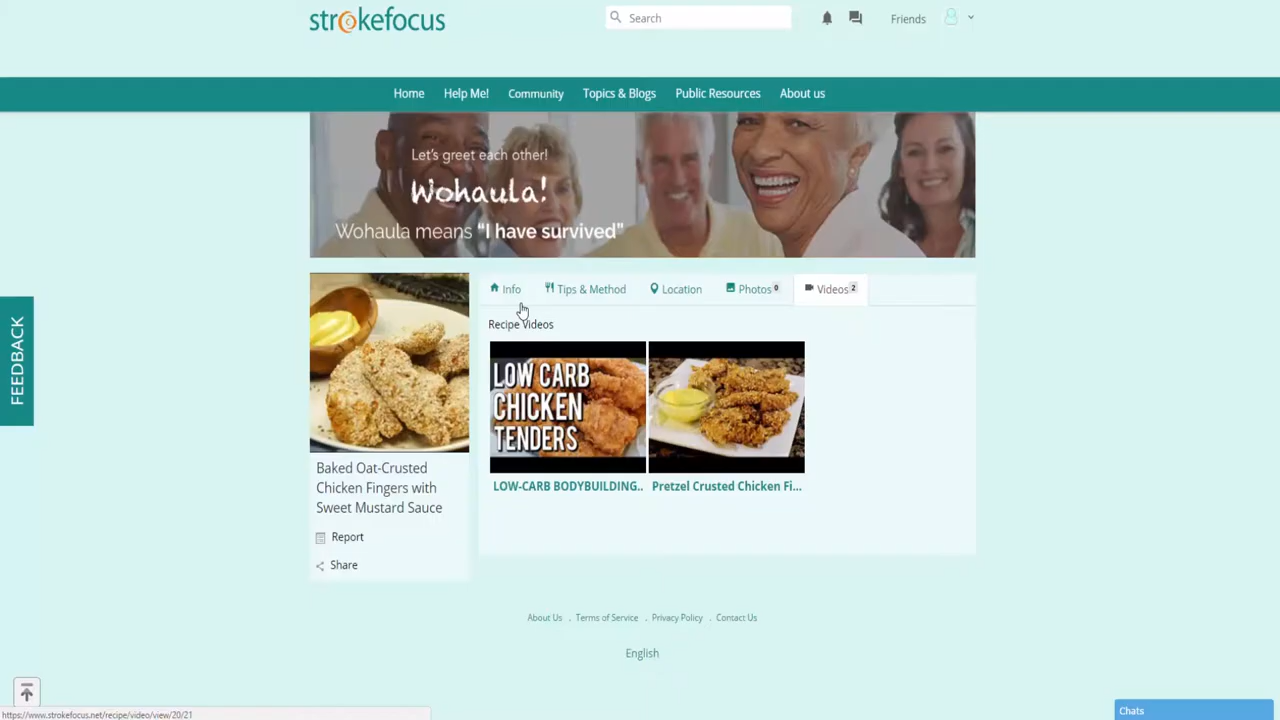 strokefocus
Search
Friends
Home Help Me! Community Topics & Blogs Public Resources About us
Let's greet each other!
Wohaula!
Wohaula means "I have survived"
FEEDBACK
Info Tips & Method Location Photos 0 Videos 2
Recipe Videos
LOW CARB
CHICKEN
TENDERS
LOW-CARB BODYBUILDING.. Pretzel Crusted Chicken Fi...
Baked Oat-Crusted
Chicken Fingers with
Sweet Mustard Sauce
Report
Share
About Us . Terms of Service . Privacy Policy . Contact Us
English
https://www.strokefocus.net/recipe/video/view/20/21
Chats